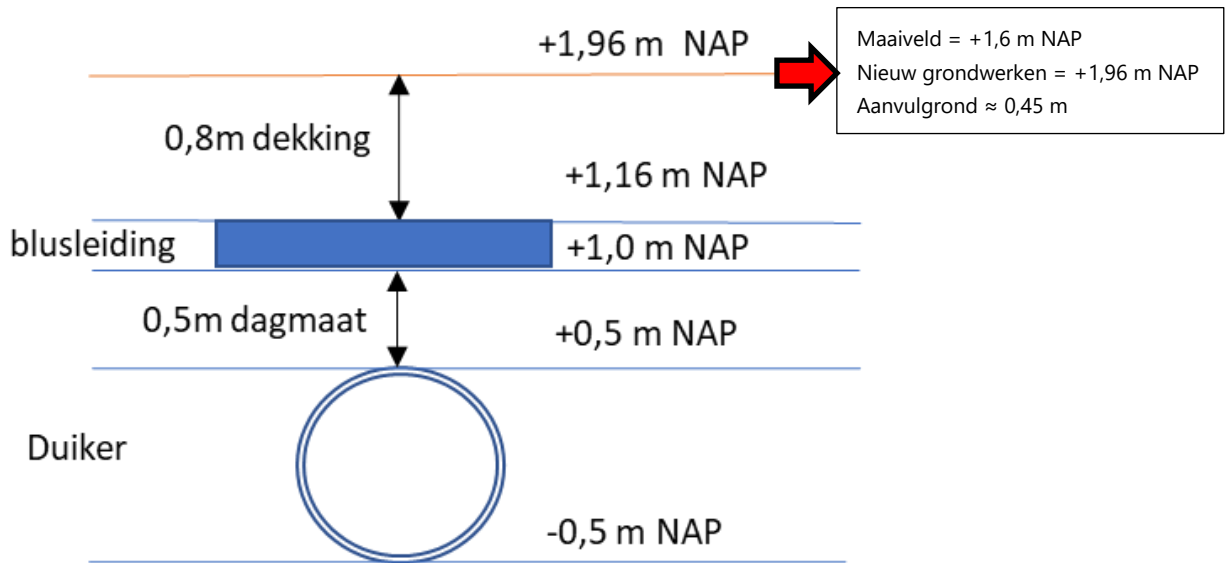 +1,96 m NAP
Maaiveld = +1,6 m NAP
Nieuw grondwerken = +1,96 m NAP
Aanvulgrond ≈ 0,45 m
0,8m dekking
+1,16 m NAP
blusleiding
+1,0 m NAP
0,5m dagmaat
+0,5 m NAP
Duiker
-0,5 m NAP